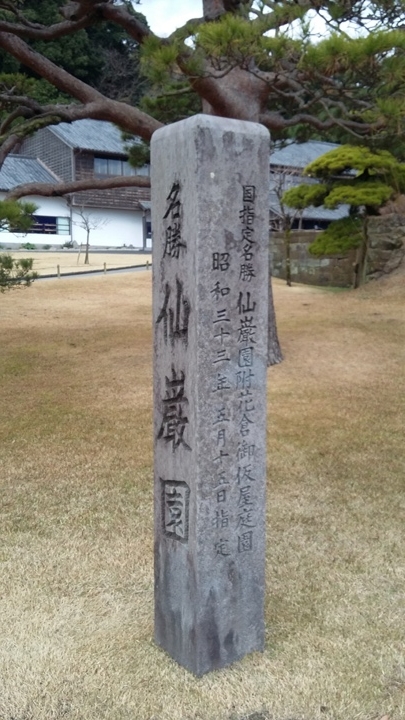 名勝 仙巌園
国指定名勝 仙巌園附花倉御仮屋庭園
昭和三十三年五月十五日指定